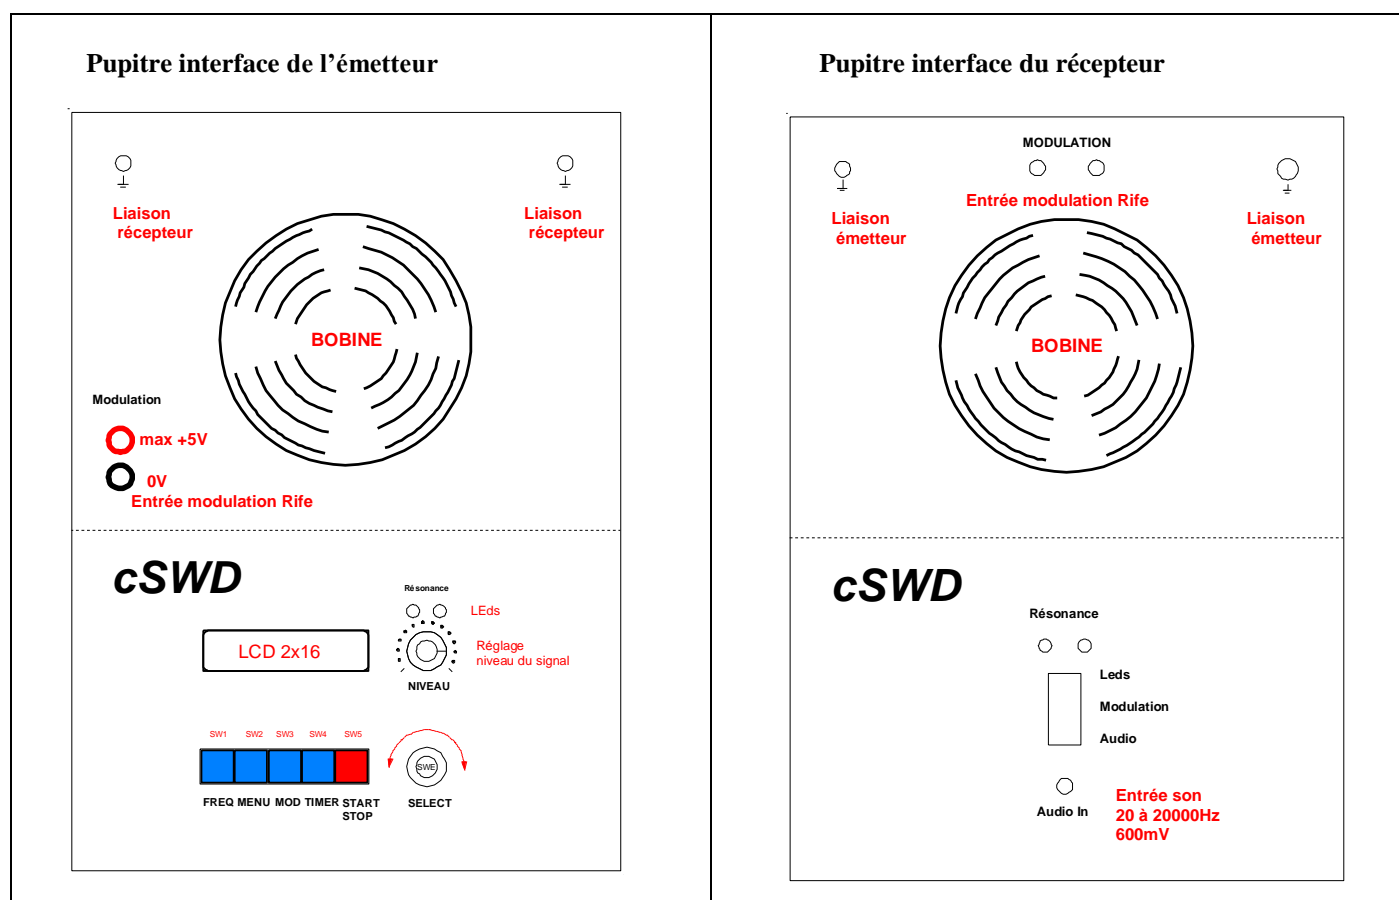 Pupitre interface de l’émetteur
Liaison
récepteur
Liaison
récepteur
BOBINE
Modulation
max +5V
0V
Entrée modulation Rife
cSWD
Résonance
LEds
LCD 2x16
Réglage
niveau du signal
NIVEAU
SW1 SW2 SW3 SW4 SW5
SWE
FREQ MENU MOD TIMER START
STOP
SELECT
Pupitre interface du récepteur
MODULATION
Entrée modulation Rife
Liaison
émetteur
Liaison
émetteur
BOBINE
cSWD
Résonance
Leds
Modulation
Audio
Audio In
Entrée son
20 à 20000Hz
600mV